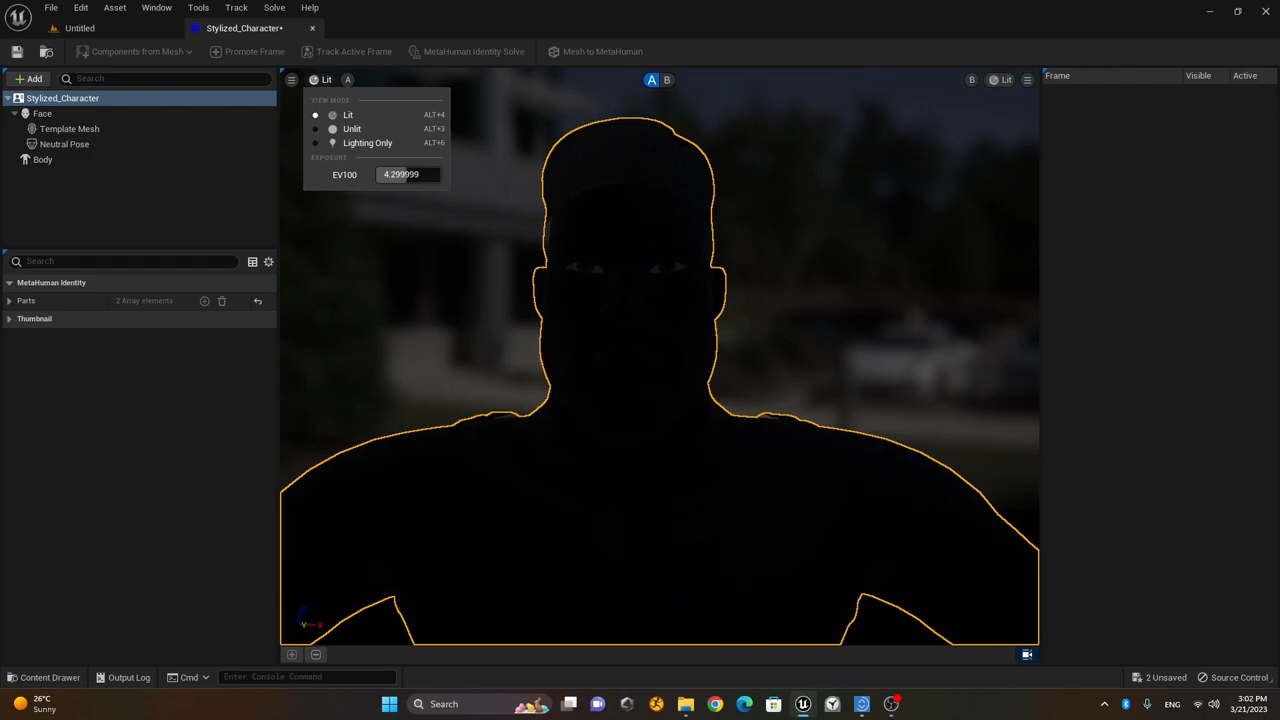 File Edit Asset Window Tools Track Select Help
Untitled
Stylized_Character•
Components from Mesh
Promote Frame
Track Active Frame
MetaHuman Identity Solve
Mesh to MetaHuman
Add
Search
Stylized_Character
Face
Template Mesh
Neutral Pose
Body
Search
MetaHuman Identity
Parts 2 Array elements
Thumbnail
Lit A
VIEW MODE
Lit ALT+4
Unlit ALT+3
Lighting Only ALT+6
EXPOSURE
EV100 4.299999
A B
B Lit
Z
Y X
Frame Visible Active
Content Drawer
Output Log
Cmd
Enter Console Command
2 Unsaved
Source Control
26°C
Sunny
Search
ENG
3:02 PM
3/21/2023